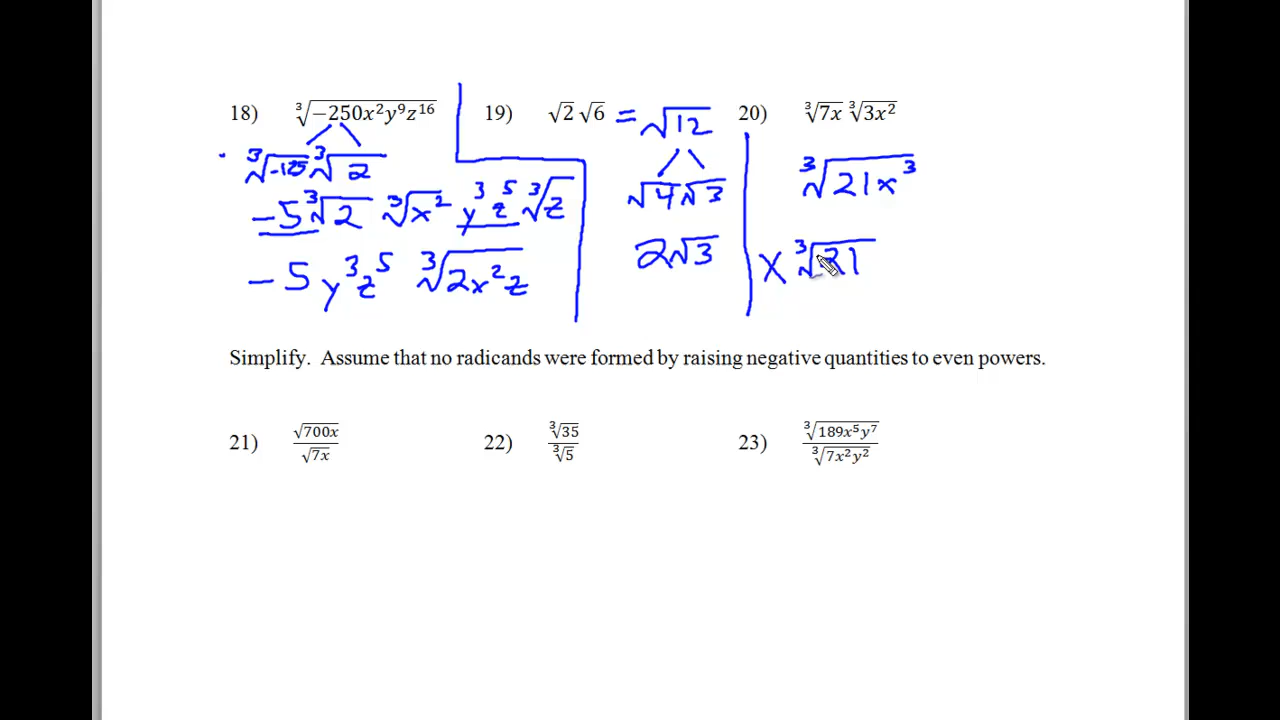 18) ∛(−250x²y⁹z¹⁶) 19) √2 √6 = √12 20) ∛(7x) ∛(3x²)
∛−125 ∛2 √4 √3 ∛(21x³)
−5∛2 ∛x² y³ z⁵ ∛z
−5y³z⁵ ∛(2x²z) 2√3 x∛21
Simplify. Assume that no radicands were formed by raising negative quantities to even powers.
21) √(700x) / √(7x) 22) ∛35 / ∛5 23) ∛(189x⁵y⁷) / ∛(7x²y²)